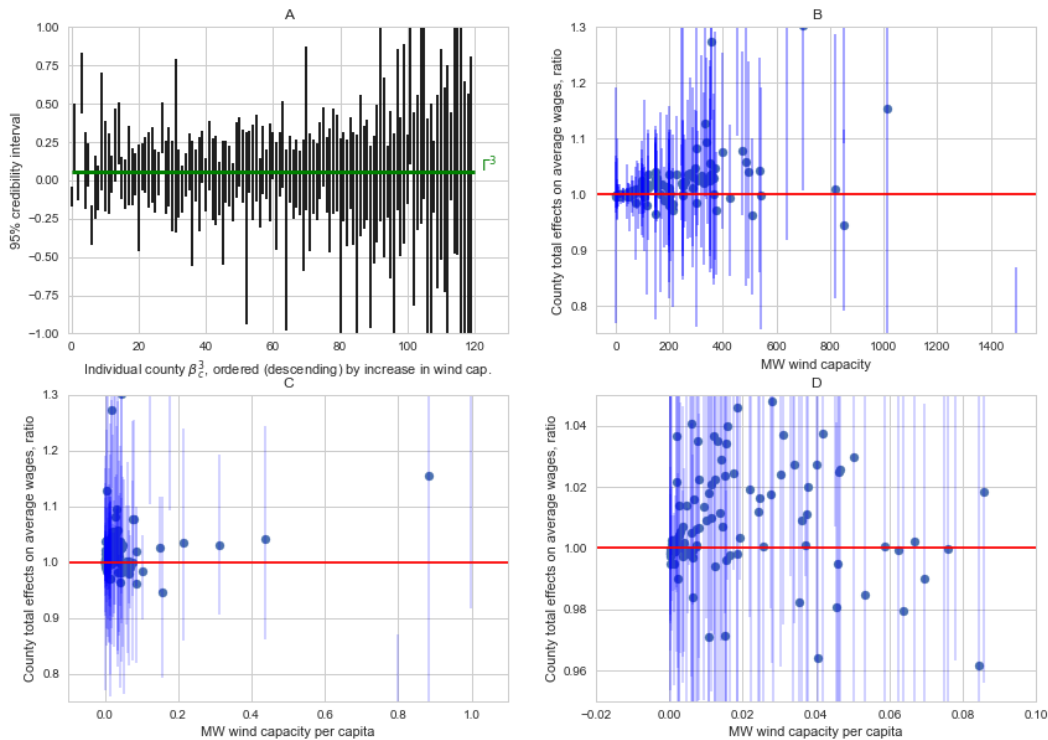 A
1.00
0.75
0.50
0.25
0.00
−0.25
−0.50
−0.75
−1.00
95% credibility interval
Γ³
0 20 40 60 80 100 120
Individual county β_c^3, ordered (descending) by increase in wind cap.
B
1.3
1.2
1.1
1.0
0.9
0.8
County total effects on average wages, ratio
0 200 400 600 800 1000 1200 1400
MW wind capacity
C
1.3
1.2
1.1
1.0
0.9
0.8
County total effects on average wages, ratio
0.0 0.2 0.4 0.6 0.8 1.0
MW wind capacity per capita
D
1.04
1.02
1.00
0.98
0.96
County total effects on average wages, ratio
−0.02 0.00 0.02 0.04 0.06 0.08 0.10
MW wind capacity per capita